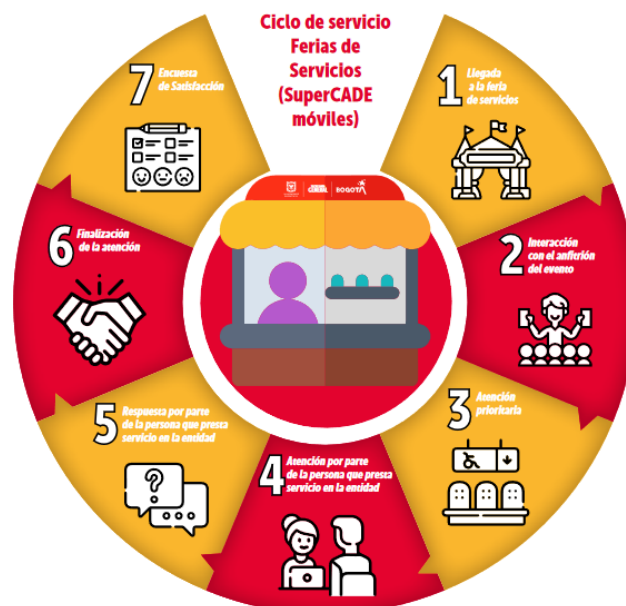 Ciclo de servicio
Ferias de
Servicios
(SuperCADE
móviles)
1 Llegada
a la feria
de servicios
2 Interacción
con el anfitrión
del evento
3 Atención
prioritaria
4 Atención por parte
de la persona que presta
servicio en la entidad
5 Respuesta por parte
de la persona que presta
servicio en la entidad
6 Finalización
de la atención
7 Encuesta
de Satisfacción
BOGOTÁ